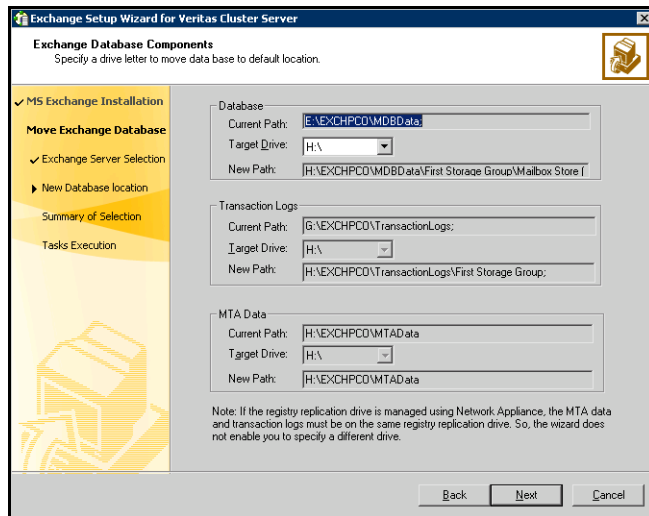 Exchange Setup Wizard for Veritas Cluster Server
Exchange Database Components
Specify a drive letter to move data base to default location.
MS Exchange Installation
Move Exchange Database
Exchange Server Selection
New Database location
Summary of Selection
Tasks Execution
Database
Current Path: E:\EXCHPCO\MDBData;
Target Drive: H:\
New Path: H:\EXCHPCO\MDBData\First Storage Group\Mailbox Store (
Transaction Logs
Current Path: G:\EXCHPCO\TransactionLogs;
Target Drive: H:\
New Path: H:\EXCHPCO\TransactionLogs\First Storage Group;
MTA Data
Current Path: H:\EXCHPCO\MTAData
Target Drive: H:\
New Path: H:\EXCHPCO\MTAData
Note: If the registry replication drive is managed using Network Appliance, the MTA data
and transaction logs must be on the same registry replication drive. So, the wizard does
not enable you to specify a different drive.
Back Next Cancel